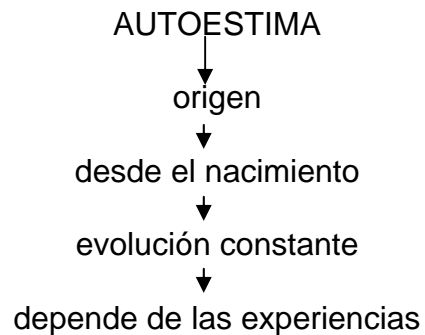 AUTOESTIMA
origen
desde el nacimiento
evolución constante
depende de las experiencias